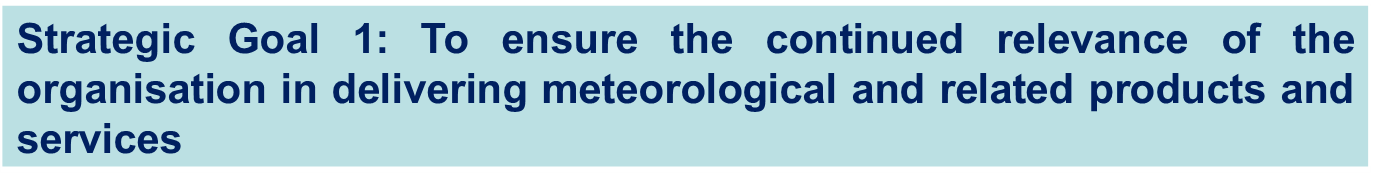 Strategic Goal 1: To ensure the continued relevance of the
organisation in delivering meteorological and related products and
services